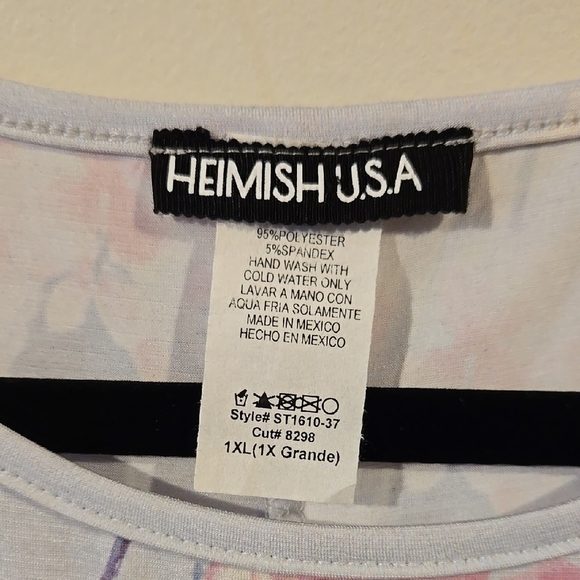 HEIMISH U.S.A
95%POLYESTER
5%SPANDEX
HAND WASH WITH
COLD WATER ONLY
LAVAR A MANO CON
AQUA FRIA SOLAMENTE
MADE IN MEXICO
HECHO EN MEXICO
Style# ST1610-37
Cut# 8298
1XL(1X Grande)